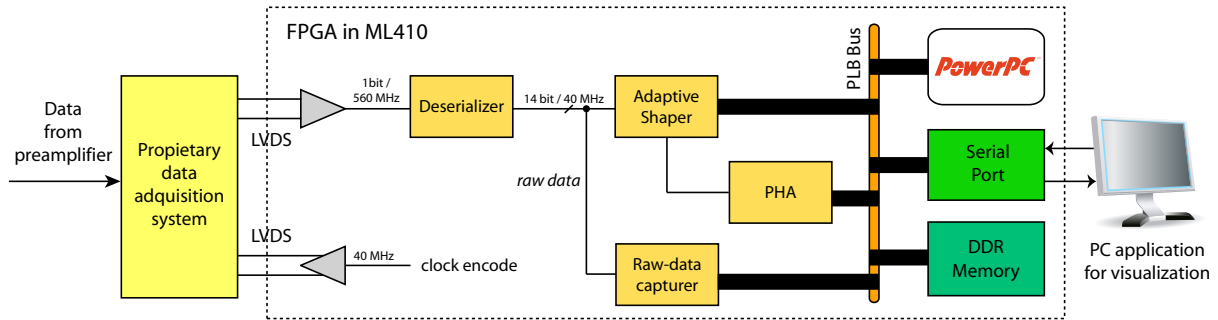 FPGA in ML410
Data
from
preamplifier
Propietary
data
adquisition
system
LVDS
1bit /
560 MHz
Deserializer
14 bit / 40 MHz
raw data
Adaptive
Shaper
PHA
Raw-data
capturer
LVDS
40 MHz
clock encode
PLB Bus
PowerPC™
Serial
Port
DDR
Memory
PC application
for visualization